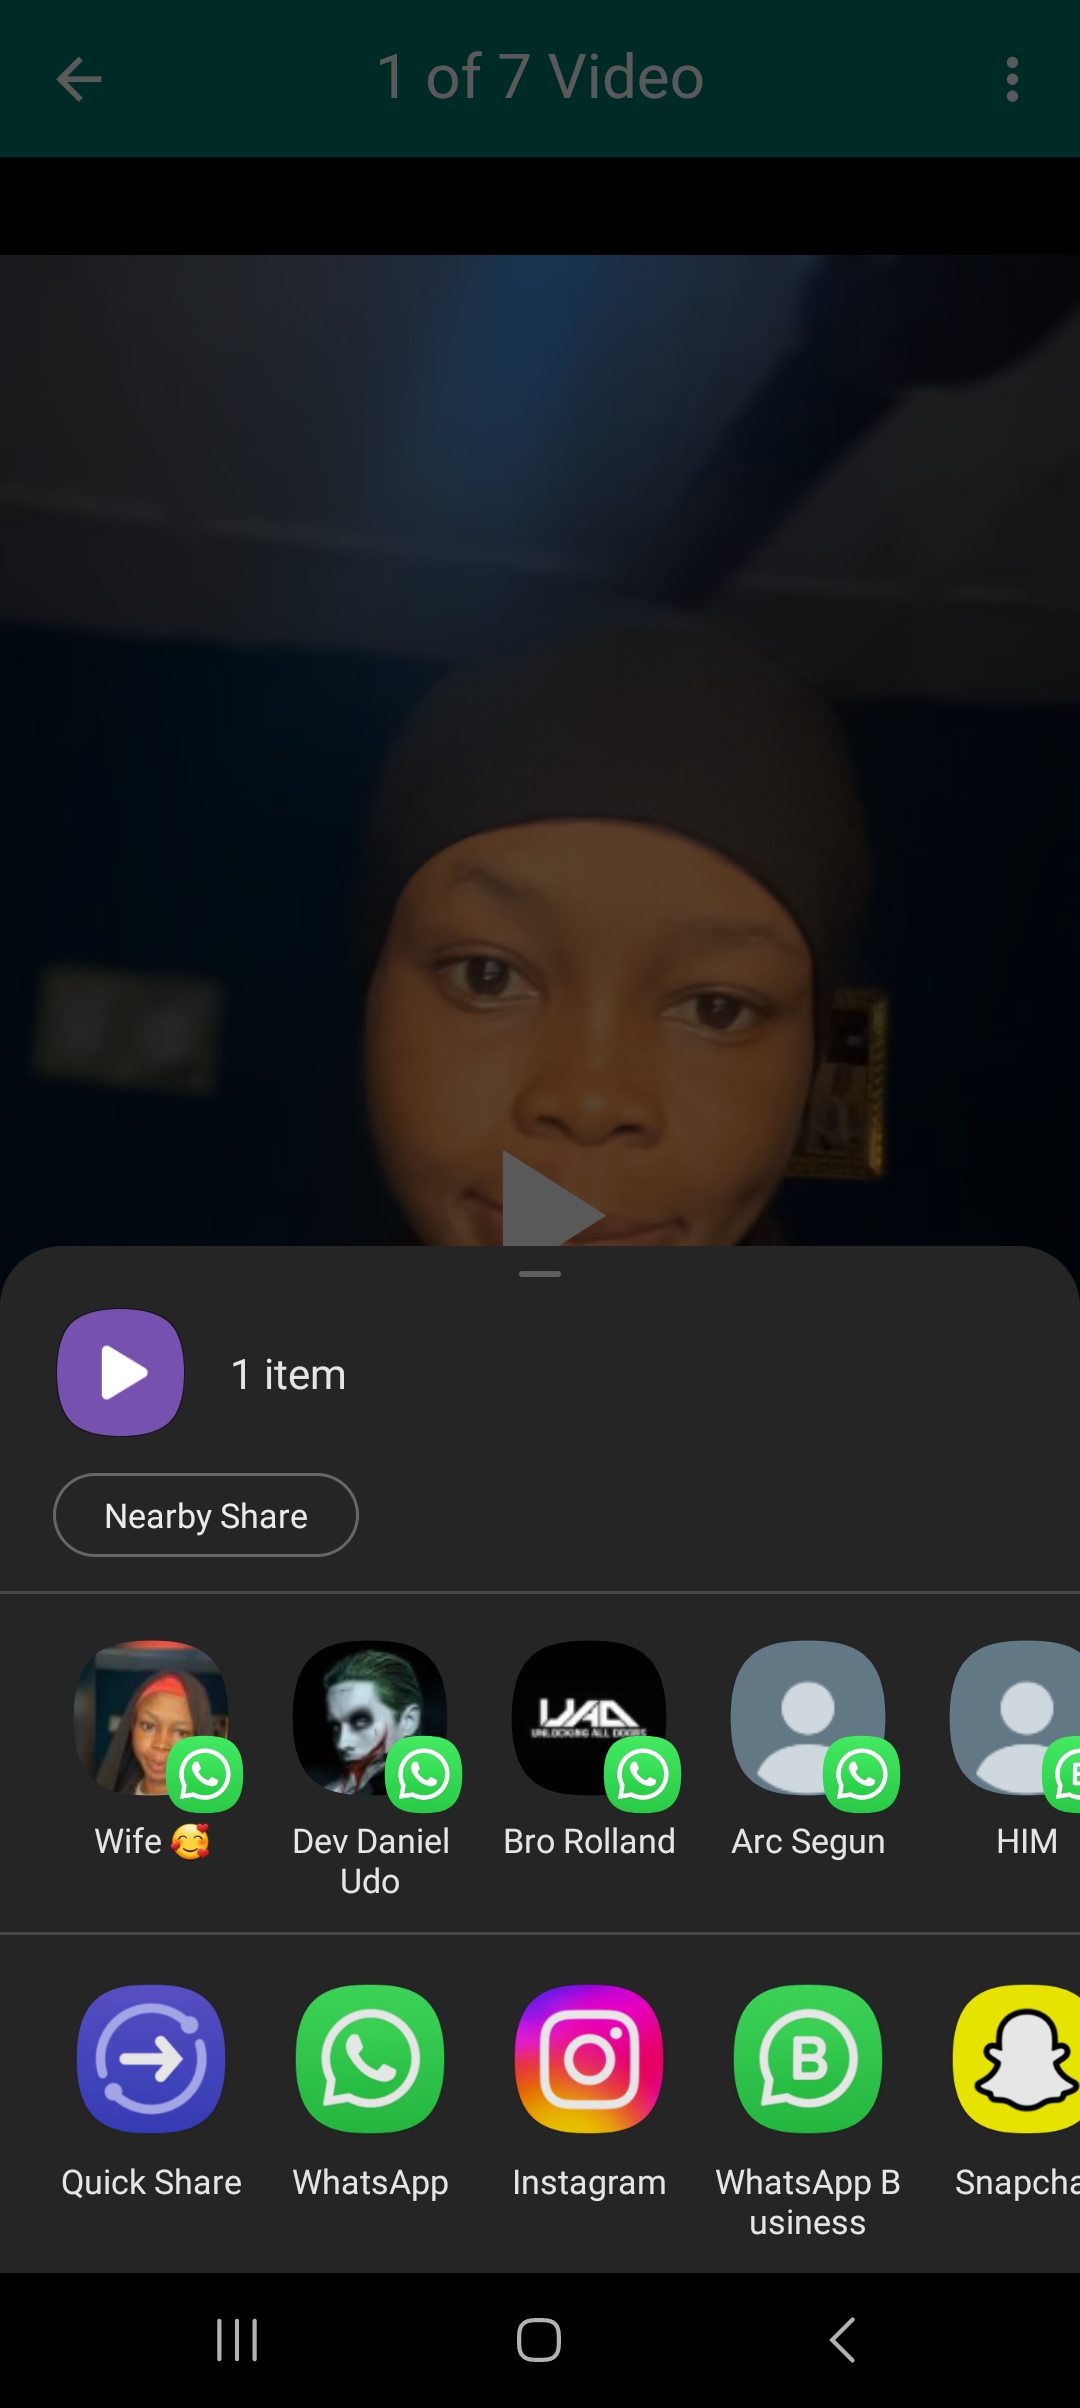 1 of 7 Video
1 item
Nearby Share
Wife 🥰
Dev Daniel
Udo
Bro Rolland
Arc Segun
HIM
UAD
UNLOCKING ALL DOORS
Quick Share
WhatsApp
Instagram
WhatsApp B
usiness
Snapcha